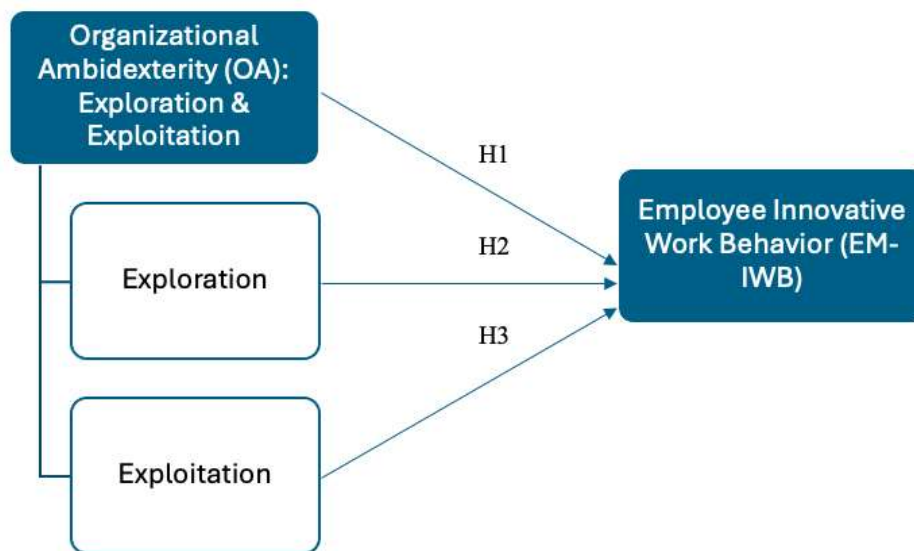 Organizational
Ambidexterity (OA):
Exploration &
Exploitation
H1
Employee Innovative
Work Behavior (EM-
IWB)
H2
Exploration
H3
Exploitation